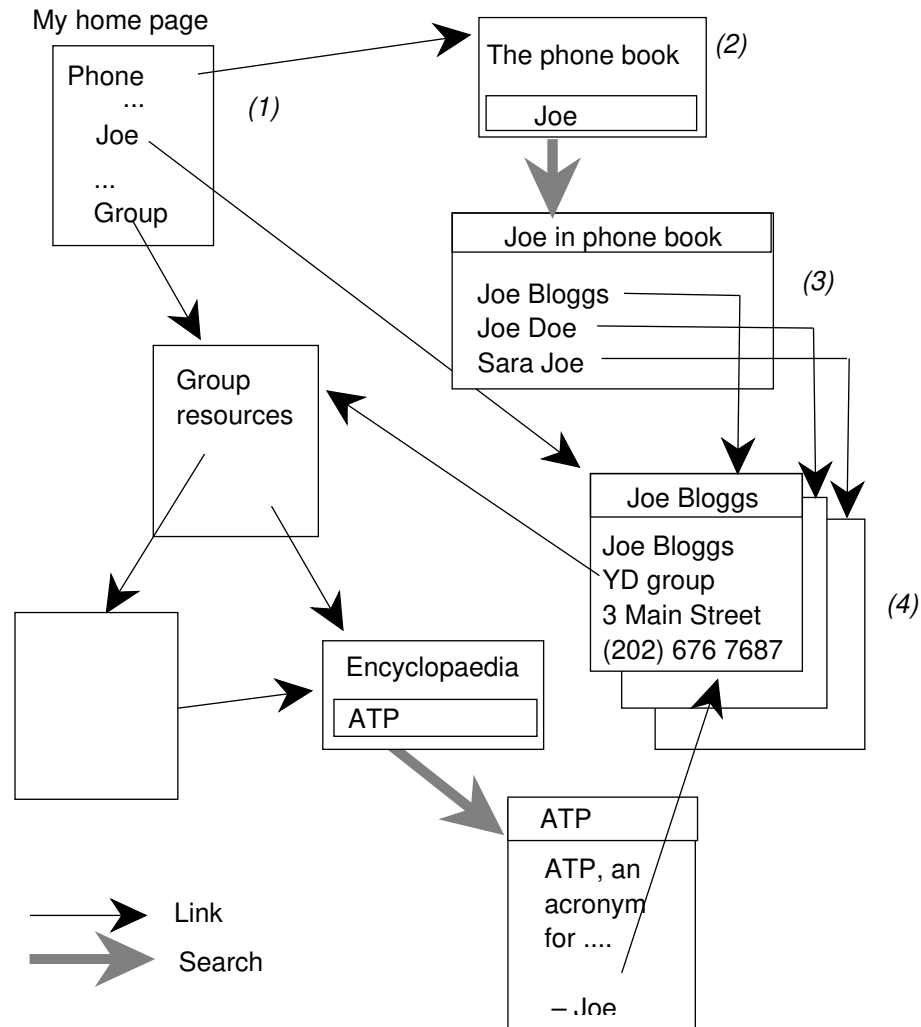 My home page
Phone
...
Joe
...
Group
(1)
The phone book
Joe
(2)
Joe in phone book
Joe Bloggs
Joe Doe
Sara Joe
(3)
Group
resources
Joe Bloggs
Joe Bloggs
YD group
3 Main Street
(202) 676 7687
(4)
Encyclopaedia
ATP
ATP
ATP, an
acronym
for ....
– Joe
Link
Search